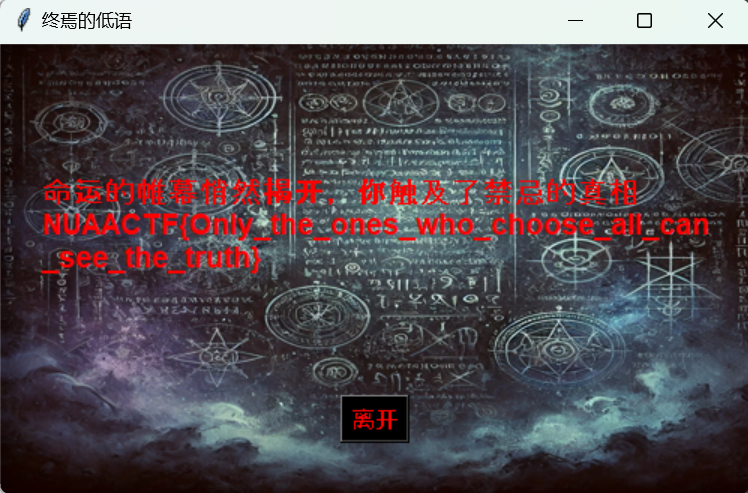 终焉的低语
命运的帷幕悄然揭开，你触及了禁忌的真相
NUAACTF{Only_the_ones_who_choose_all_can
_see_the_truth}
离开